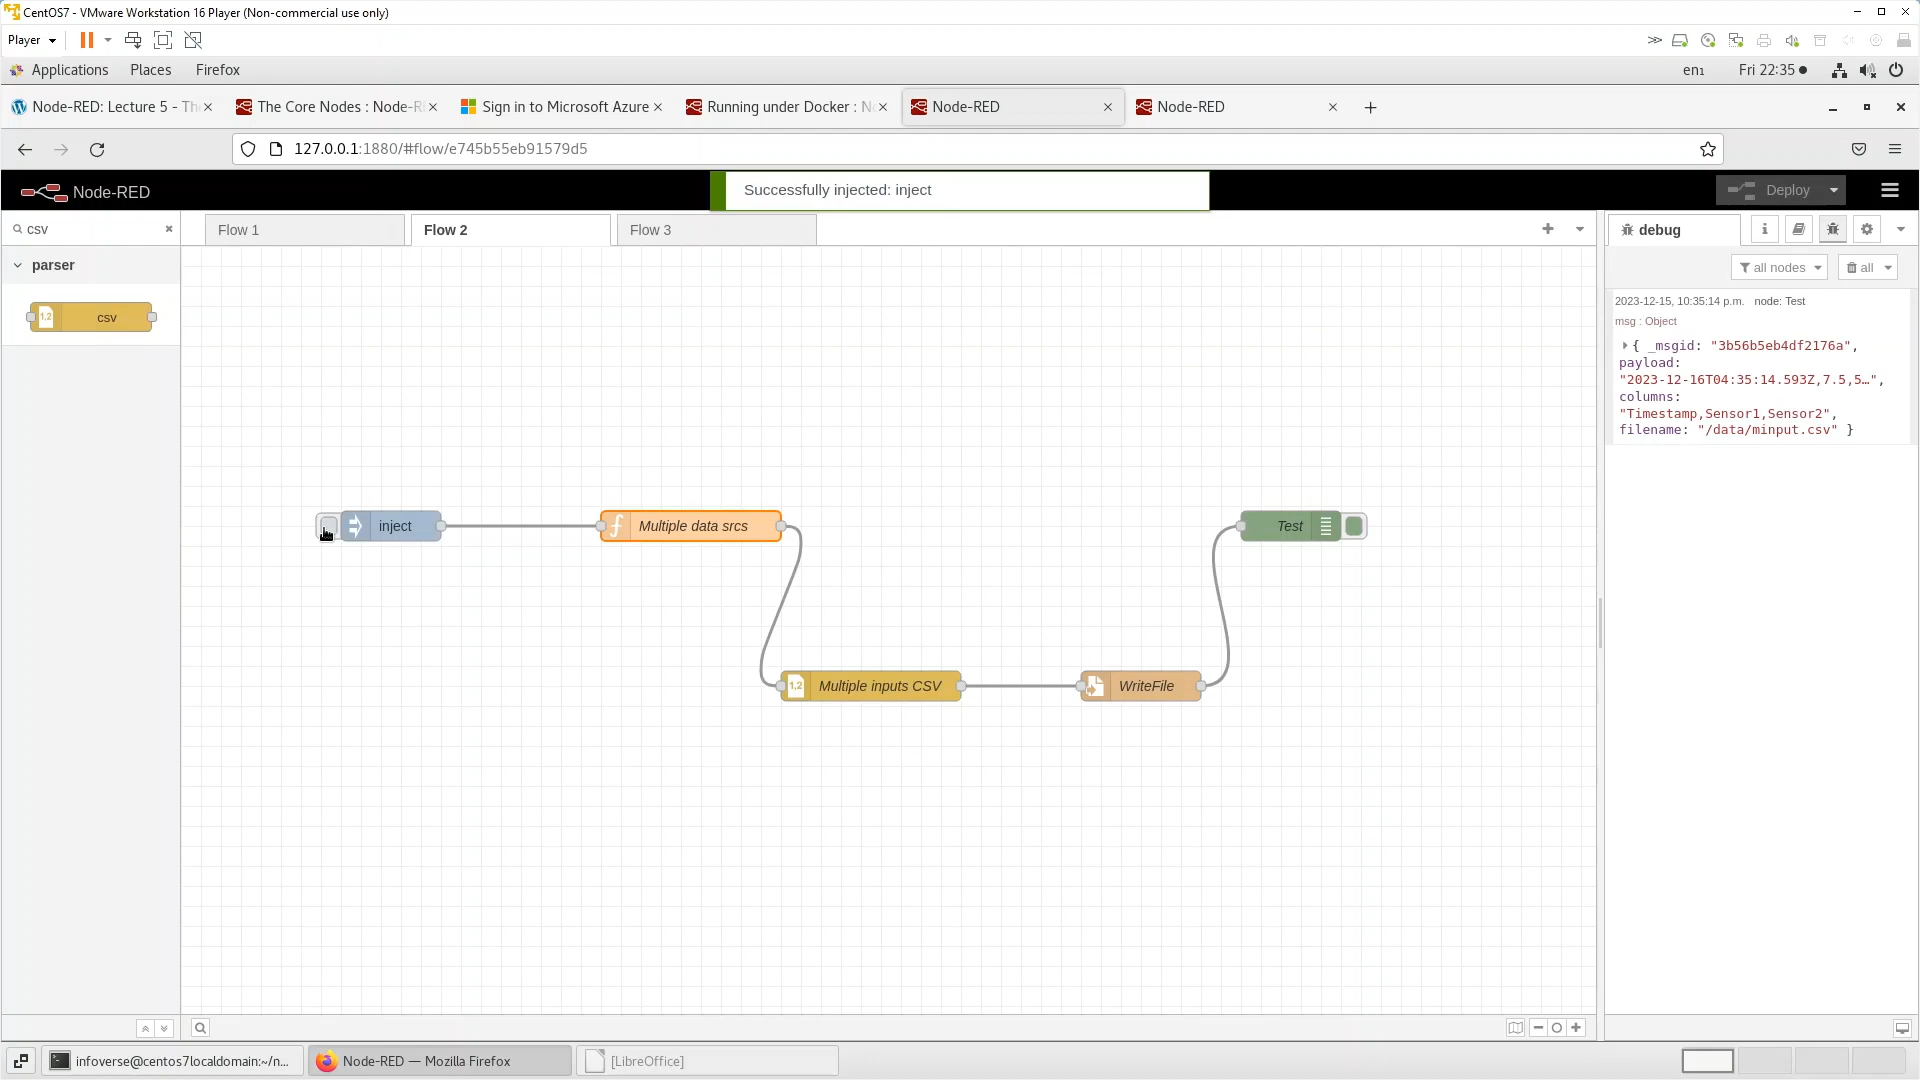 CentOS7 - VMware Workstation 16 Player (Non-commercial use only)
Player
Applications Places Firefox en1 Fri 22:35
Node-RED: Lecture 5 - Th
The Core Nodes : Node-R
Sign in to Microsoft Azure
Running under Docker : N
Node-RED
Node-RED
127.0.0.1:1880/#flow/e745b55eb91579d5
Node-RED
Successfully injected: inject
Deploy
csv
Flow 1
Flow 2
Flow 3
debug
parser
all nodes
all
csv
1,2
2023-12-15, 10:35:14 p.m. node: Test
msg : Object
{ _msgid: "3b56b5eb4df2176a",
payload:
"2023-12-16T04:35:14.593Z,7.5,5…",
columns:
"Timestamp,Sensor1,Sensor2",
filename: "/data/minput.csv" }
inject
Multiple data srcs
Test
1,2
Multiple inputs CSV
WriteFile
infoverse@centos7localdomain:~/n...
Node-RED — Mozilla Firefox
[LibreOffice]